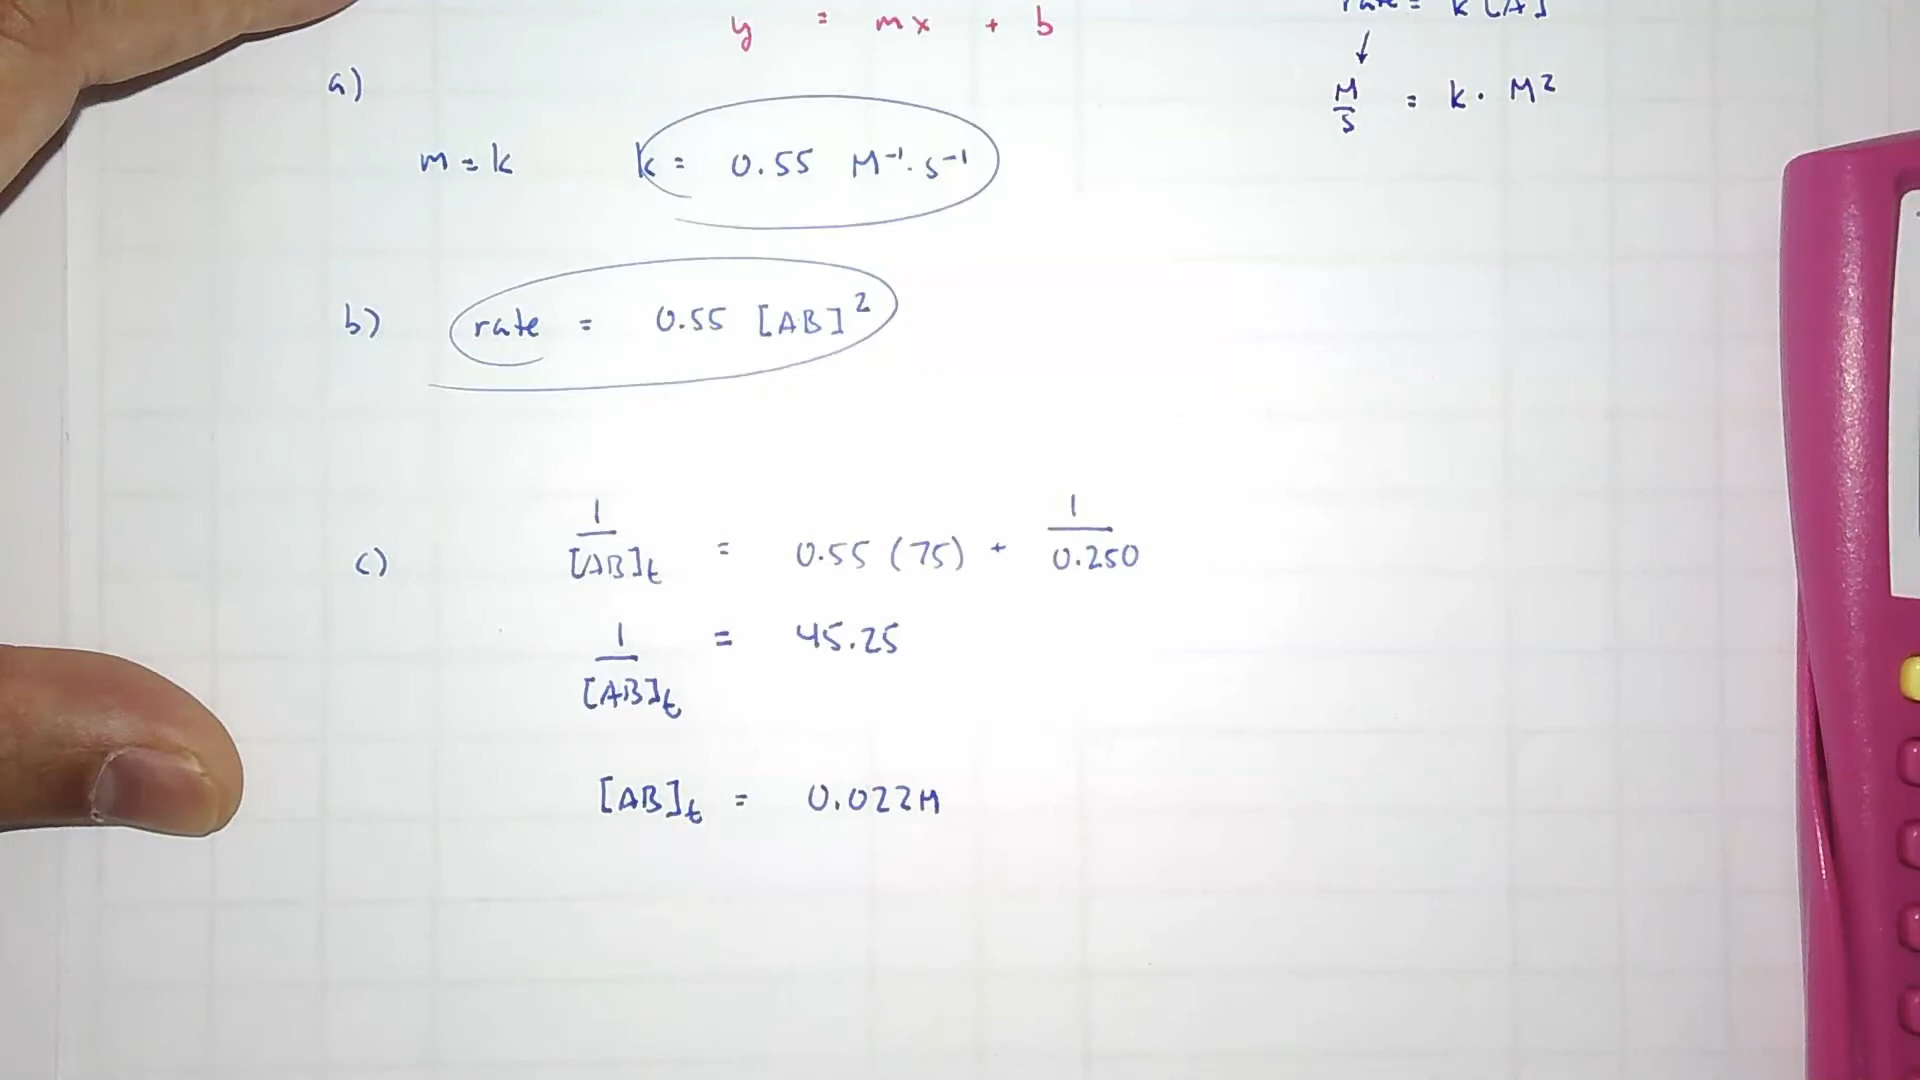 y = mx + b
rate = k [A]
a)
M/s = k · M²
m = k k = 0.55 M⁻¹·s⁻¹
b) rate = 0.55 [AB]²
c) 1/[AB]t = 0.55 (75) + 1/0.250
1/[AB]t = 45.25
[AB]t = 0.022M